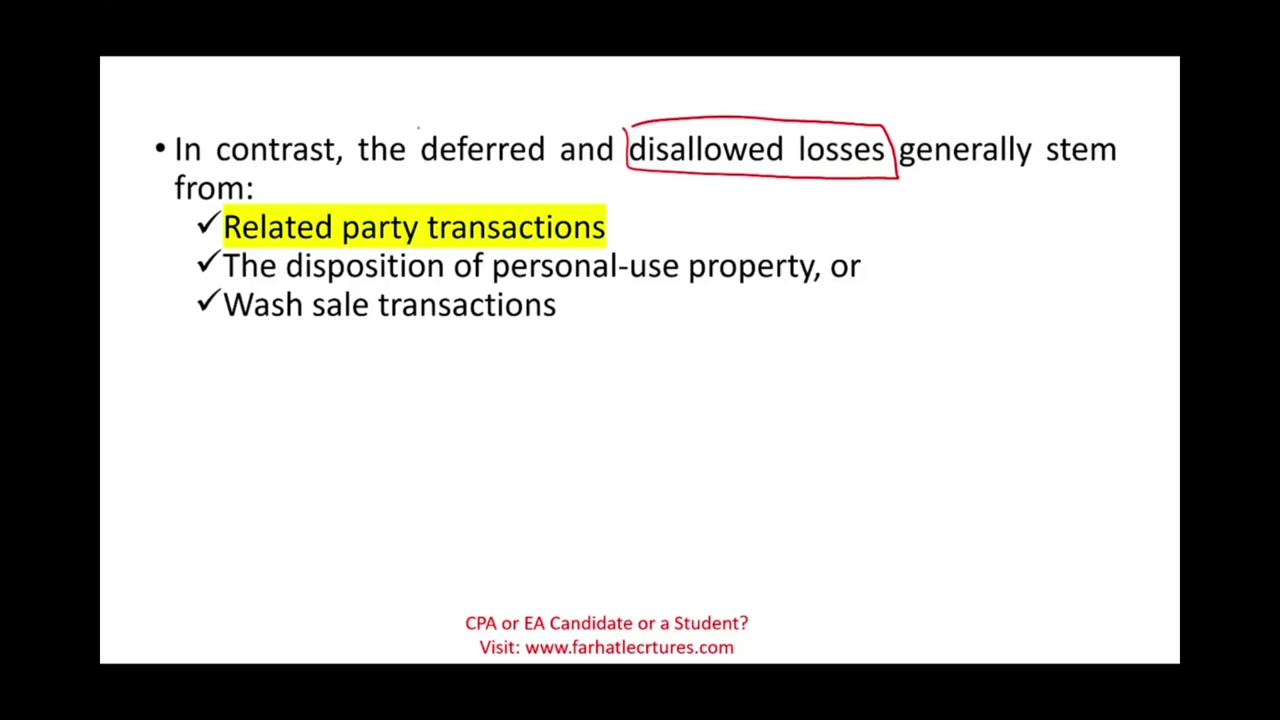 • In contrast, the deferred and disallowed losses generally stem
from:
✓Related party transactions
✓The disposition of personal-use property, or
✓Wash sale transactions
CPA or EA Candidate or a Student?
Visit: www.farhatlecrtures.com